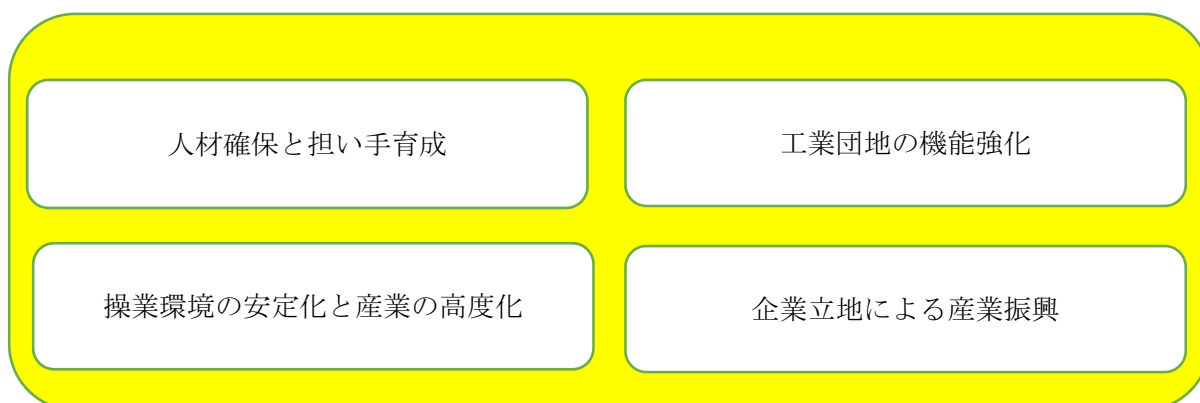 人材確保と担い手育成
工業団地の機能強化
操業環境の安定化と産業の高度化
企業立地による産業振興